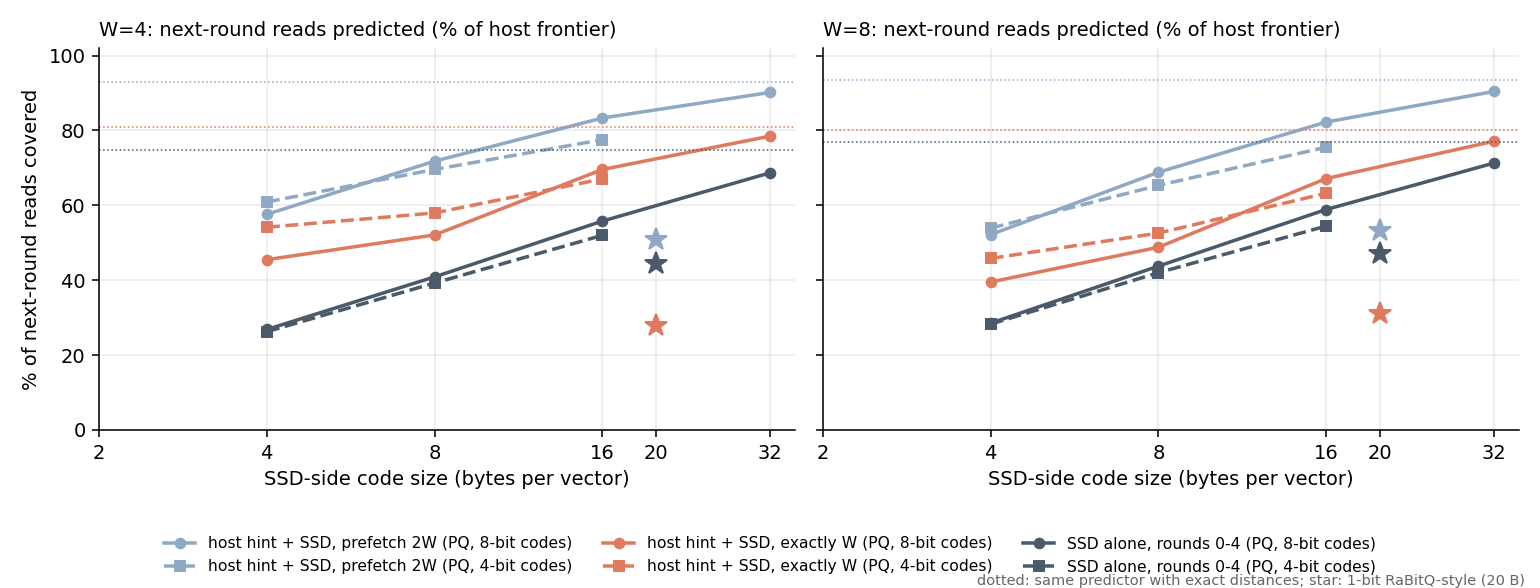 W=4: next-round reads predicted (% of host frontier)
W=8: next-round reads predicted (% of host frontier)
% of next-round reads covered
100
80
60
40
20
0
2 4 8 16 20 32
2 4 8 16 20 32
SSD-side code size (bytes per vector)
SSD-side code size (bytes per vector)
host hint + SSD, prefetch 2W (PQ, 8-bit codes)
host hint + SSD, exactly W (PQ, 8-bit codes)
SSD alone, rounds 0-4 (PQ, 8-bit codes)
host hint + SSD, prefetch 2W (PQ, 4-bit codes)
host hint + SSD, exactly W (PQ, 4-bit codes)
SSD alone, rounds 0-4 (PQ, 4-bit codes)
dotted: same predictor with exact distances; star: 1-bit RaBitQ-style (20 B)